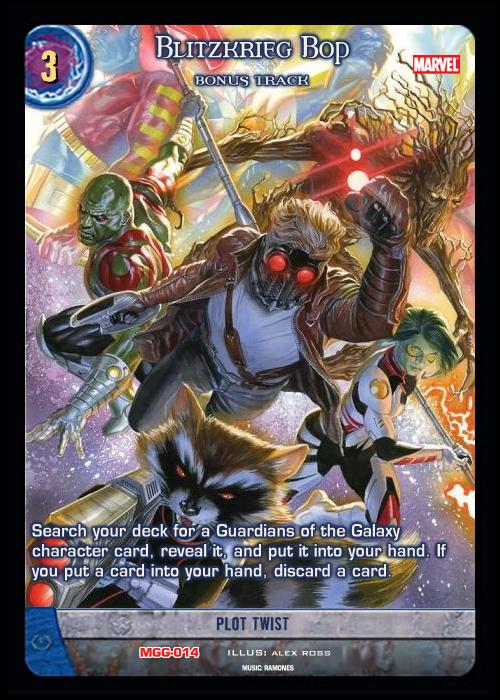 Blitzkrieg Bop
3
MARVEL
BONUS TRACK
Search your deck for a Guardians of the Galaxy
character card, reveal it, and put it into your hand. If
you put a card into your hand, discard a card.
PLOT TWIST
MGG-014 ILLUS: ALEX ROSS
MUSIC: RAMONES